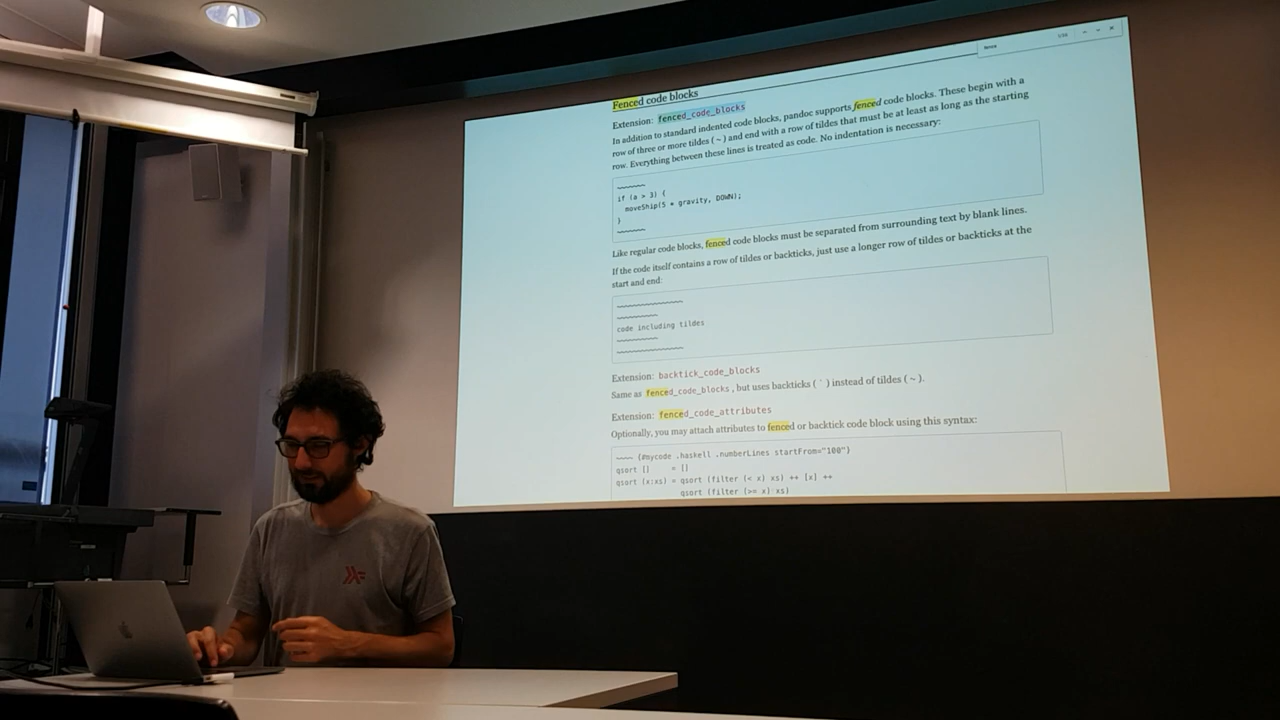 fence 1/30
Fenced code blocks
Extension: fenced_code_blocks
In addition to standard indented code blocks, pandoc supports fenced code blocks. These begin with a
row of three or more tildes (~) and end with a row of tildes that must be at least as long as the starting
row. Everything between these lines is treated as code. No indentation is necessary:
~~~~~~~
if (a > 3) {
moveShip(5 * gravity, DOWN);
}
~~~~~~~
Like regular code blocks, fenced code blocks must be separated from surrounding text by blank lines.
If the code itself contains a row of tildes or backticks, just use a longer row of tildes or backticks at the
start and end:
~~~~~~~~~~~~~~~~
~~~~~~~~~~
code including tildes
~~~~~~~~~~
~~~~~~~~~~~~~~~~
Extension: backtick_code_blocks
Same as fenced_code_blocks, but uses backticks (`) instead of tildes (~).
Extension: fenced_code_attributes
Optionally, you may attach attributes to fenced or backtick code block using this syntax:
~~~~ {#mycode .haskell .numberLines startFrom="100"}
qsort [] = []
qsort (x:xs) = qsort (filter (< x) xs) ++ [x] ++
qsort (filter (>= x) xs)